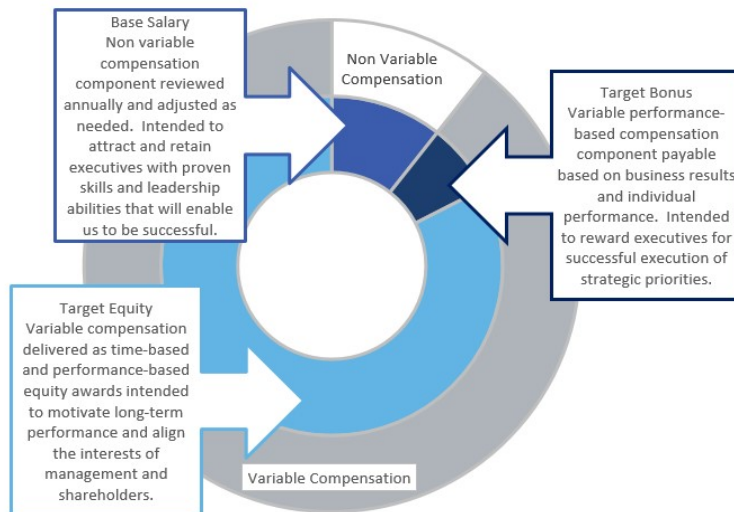 Base Salary
Non variable
compensation
component reviewed
annually and adjusted as
needed.  Intended to
attract and retain
executives with proven
skills and leadership
abilities that will enable
us to be successful.
Non Variable
Compensation
Target Bonus
Variable performance-
based compensation
component payable
based on business results
and individual
performance.  Intended
to reward executives for
successful execution of
strategic priorities.
Target Equity
Variable compensation
delivered as time-based
and performance-based
equity awards intended
to motivate long-term
performance and align
the interests of
management and
shareholders.
Variable Compensation